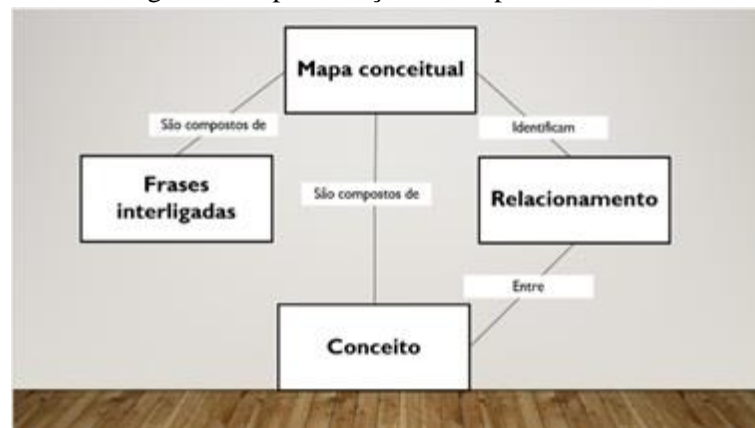 Mapa conceitual
São compostos de
Identificam
Frases
interligadas
São compostos de
Relacionamento
Entre
Conceito